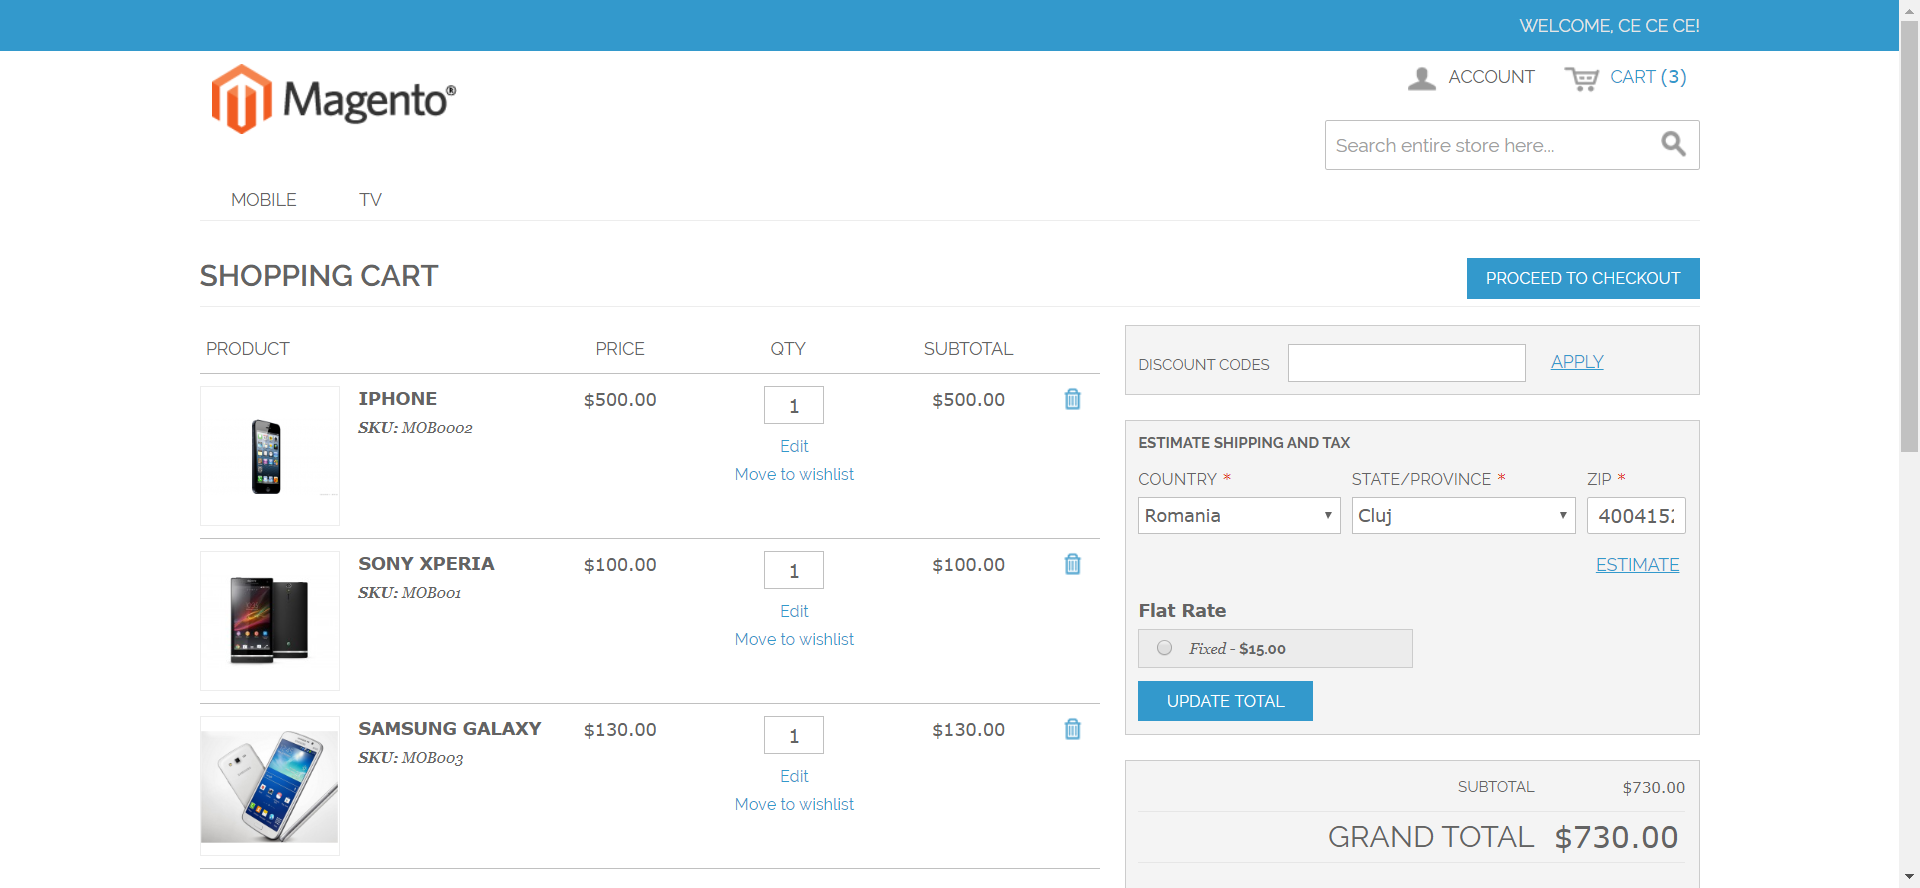 WELCOME, CE CE CE!
Magento®
ACCOUNT
CART (3)
Search entire store here...
MOBILE
TV
SHOPPING CART
PROCEED TO CHECKOUT
PRODUCT PRICE QTY SUBTOTAL
IPHONE $500.00 1 $500.00
SKU: MOB0002
Edit
Move to wishlist
SONY XPERIA $100.00 1 $100.00
SKU: MOB001
Edit
Move to wishlist
SAMSUNG GALAXY $130.00 1 $130.00
SKU: MOB003
Edit
Move to wishlist
DISCOUNT CODES APPLY
ESTIMATE SHIPPING AND TAX
COUNTRY * STATE/PROVINCE * ZIP *
Romania Cluj 4004152
ESTIMATE
Flat Rate
Fixed - $15.00
UPDATE TOTAL
SUBTOTAL $730.00
GRAND TOTAL $730.00